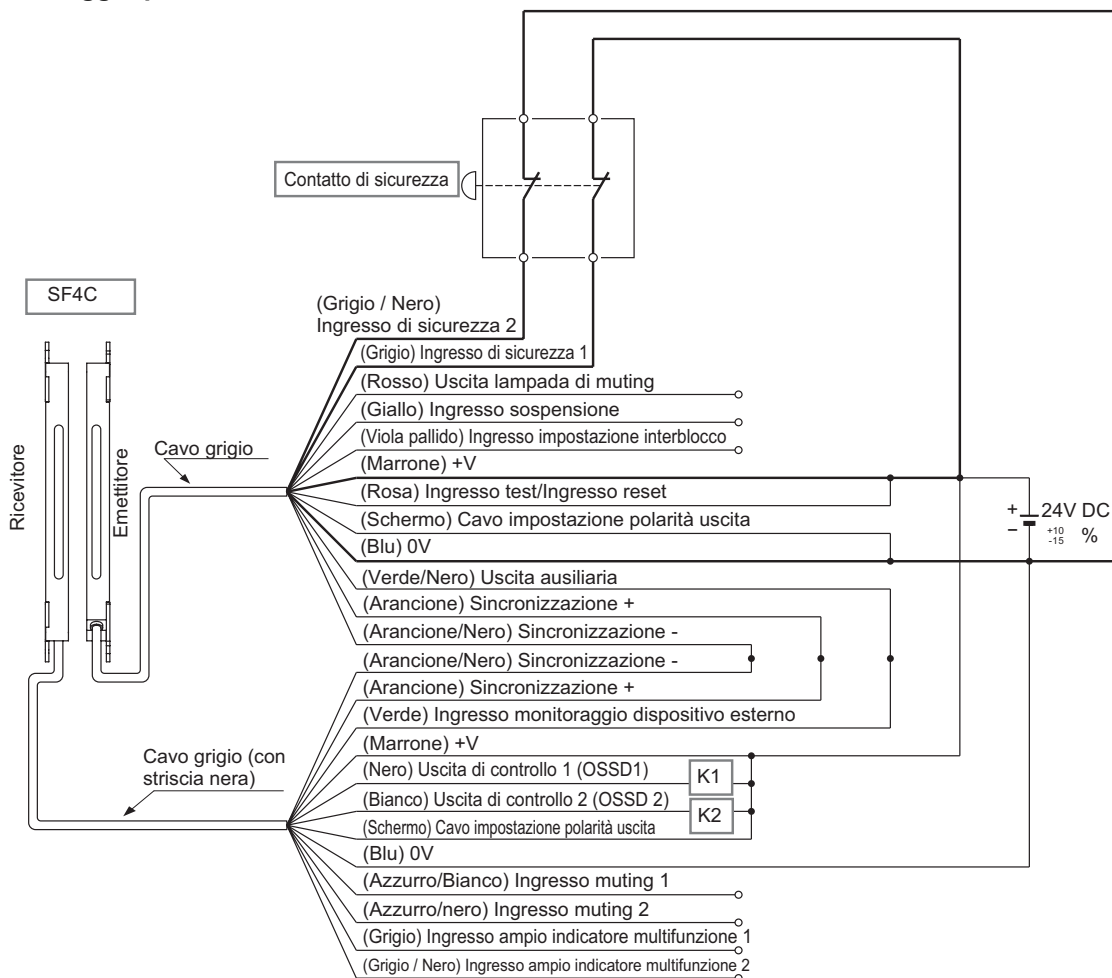 Contatto di sicurezza
SF4C
(Grigio / Nero)
Ingresso di sicurezza 2
(Grigio) Ingresso di sicurezza 1
(Rosso) Uscita lampada di muting
(Giallo) Ingresso sospensione
(Viola pallido) Ingresso impostazione interblocco
Cavo grigio
(Marrone) +V
(Rosa) Ingresso test/Ingresso reset
(Schermo) Cavo impostazione polarità uscita
(Blu) 0V
+ 24V DC
– +10 -15 %
Ricevitore
Emettitore
(Verde/Nero) Uscita ausiliaria
(Arancione) Sincronizzazione +
(Arancione/Nero) Sincronizzazione -
(Arancione/Nero) Sincronizzazione -
(Arancione) Sincronizzazione +
(Verde) Ingresso monitoraggio dispositivo esterno
(Marrone) +V
Cavo grigio (con
striscia nera)
(Nero) Uscita di controllo 1 (OSSD1)
K1
(Bianco) Uscita di controllo 2 (OSSD 2)
K2
(Schermo) Cavo impostazione polarità uscita
(Blu) 0V
(Azzurro/Bianco) Ingresso muting 1
(Azzurro/nero) Ingresso muting 2
(Grigio) Ingresso ampio indicatore multifunzione 1
(Grigio / Nero) Ingresso ampio indicatore multifunzione 2